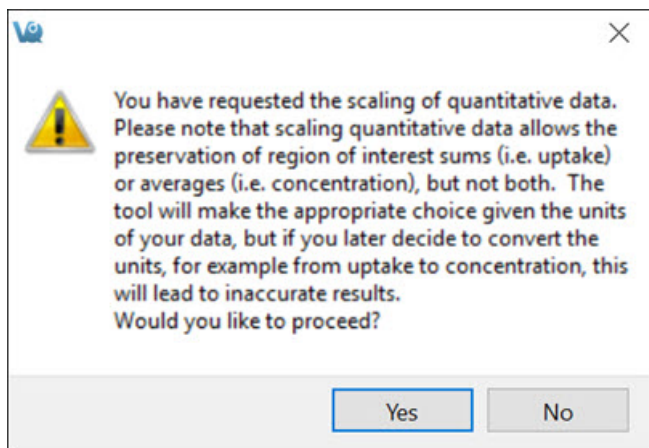 VQ
You have requested the scaling of quantitative data.
Please note that scaling quantitative data allows the
preservation of region of interest sums (i.e. uptake)
or averages (i.e. concentration), but not both.  The
tool will make the appropriate choice given the units
of your data, but if you later decide to convert the
units, for example from uptake to concentration, this
will lead to inaccurate results.
Would you like to proceed?
Yes
No